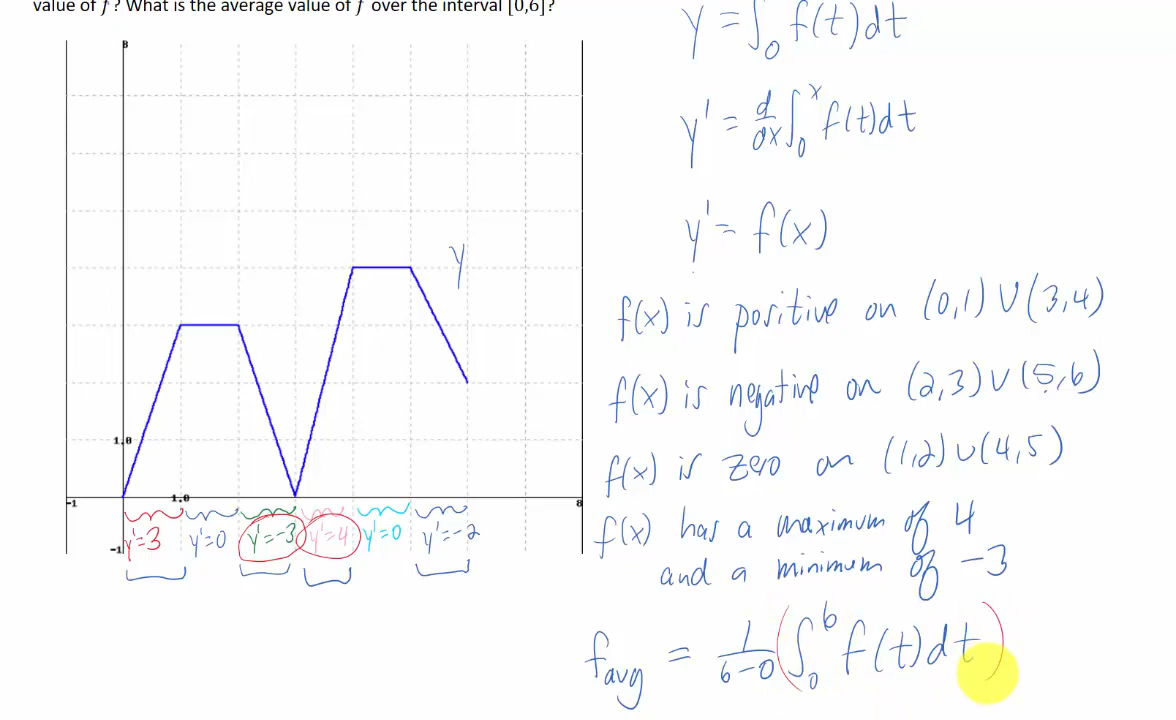 value of f ? What is the average value of f over the interval [0,6]?
8
1.0
-1
1.0
8
-1
y
y'=3 y'=0 y'=-3 y'=4 y'=0 y'=-2
y = ∫₀ f(t)dt
y' = d/dx ∫₀ˣ f(t)dt
y' = f(x)
f(x) is positive on (0,1) ∪ (3,4)
f(x) is negative on (2,3) ∪ (5,6)
f(x) is zero on (1,2) ∪ (4,5)
f(x) has a maximum of 4
and a minimum of -3
f_avg = 1/(6-0) (∫₀⁶ f(t)dt)